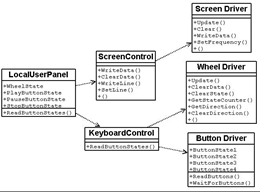 Screen Driver
+Update()
+Clear()
+WriteData()
+SetFrequency()
+()
ScreenControl
+WriteData()
+ClearData()
+WriteLine()
+SetLine()
+()
LocalUserPanel
+WheelState
+PlayButtonState
+PauseButtonState
+StopButtonState
+ReadButtonStates()
Wheel Driver
+Update()
+ClearData()
+ClearState()
+GetStateCounter()
+GetDirection()
+ClearDirection()
+()
KeyboardControl
+ReadButtonStates()
Button Driver
+ButtonState1
+ButtonState2
+ButtonState3
+ButtonState4
+ReadButtons()
+WaitForButtons()